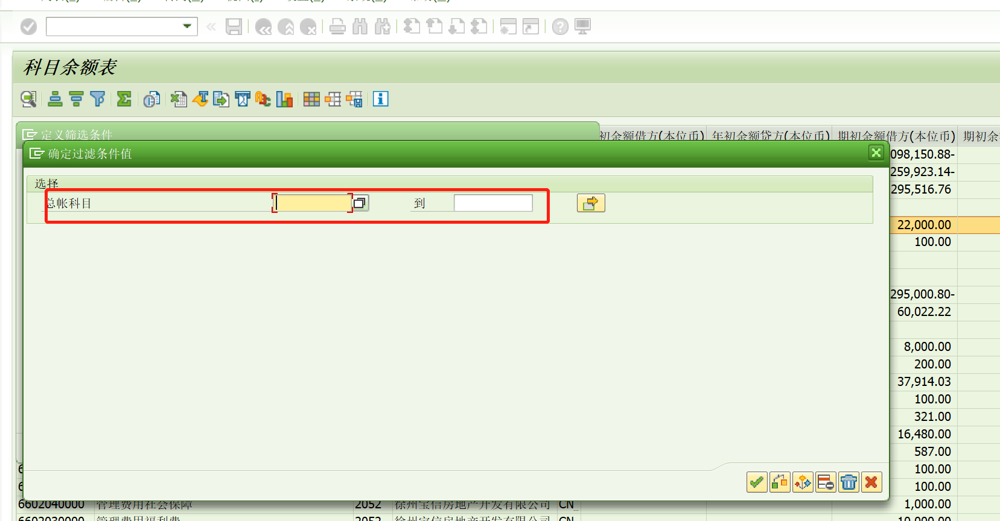 科目余额表
定义筛选条件
初余额借方(本位币) 年初余额贷方(本位币) 期初余额借方(本位币) 期初余
确定过滤条件值
098,150.88-
259,923.14-
选择
总帐科目 到
295,516.76
22,000.00
100.00
295,000.80-
60,022.22
8,000.00
200.00
37,914.03
100.00
321.00
16,480.00
587.00
6 100.00
6 100.00
6602040000 管理费用社会保障 2052 徐州宝信房地产开发有限公司 CN 1,000.00
6602030000 管理费用福利费 2052 徐州宝信房地产开发有限公司 CN 10,000.00